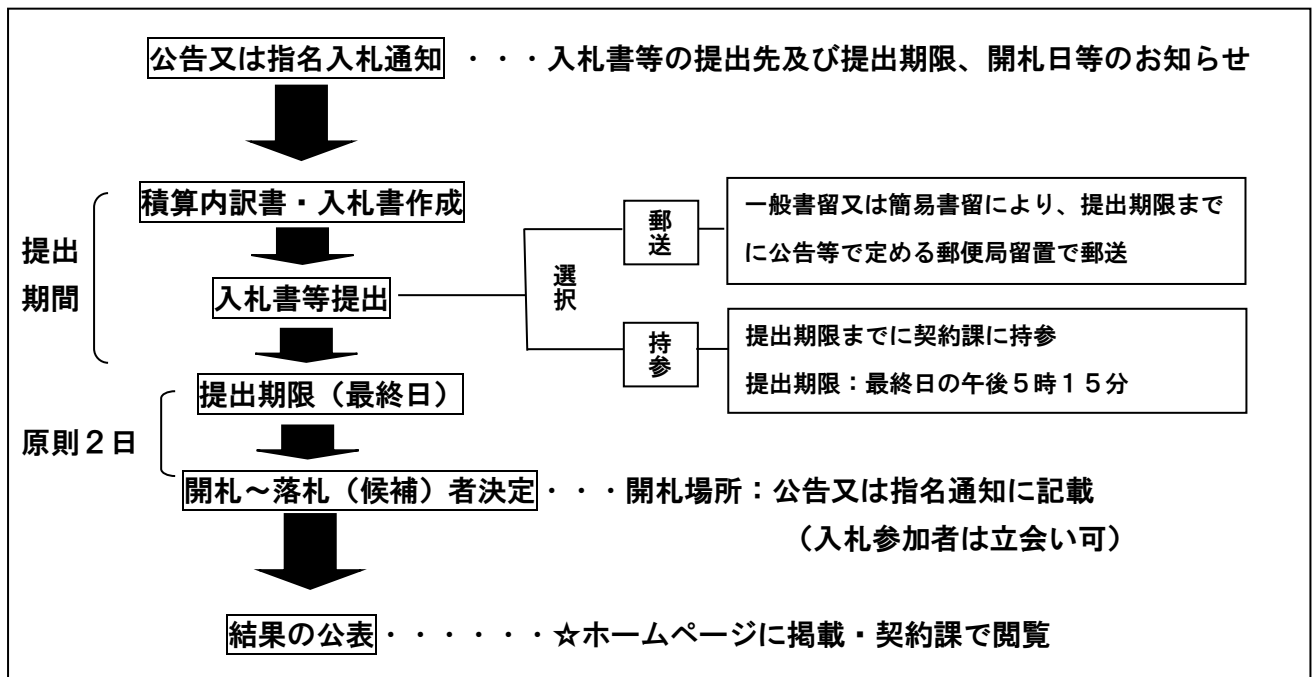 公告又は指名入札通知 ・・・入札書等の提出先及び提出期限、開札日等のお知らせ
積算内訳書・入札書作成
提出
期間
入札書等提出
選択
郵送
一般書留又は簡易書留により、提出期限まで
に公告等で定める郵便局留置で郵送
持参
提出期限までに契約課に持参
提出期限：最終日の午後５時１５分
提出期限（最終日）
原則２日
開札～落札（候補）者決定・・・開札場所：公告又は指名通知に記載
（入札参加者は立会い可）
結果の公表・・・・・・☆ホームページに掲載・契約課で閲覧